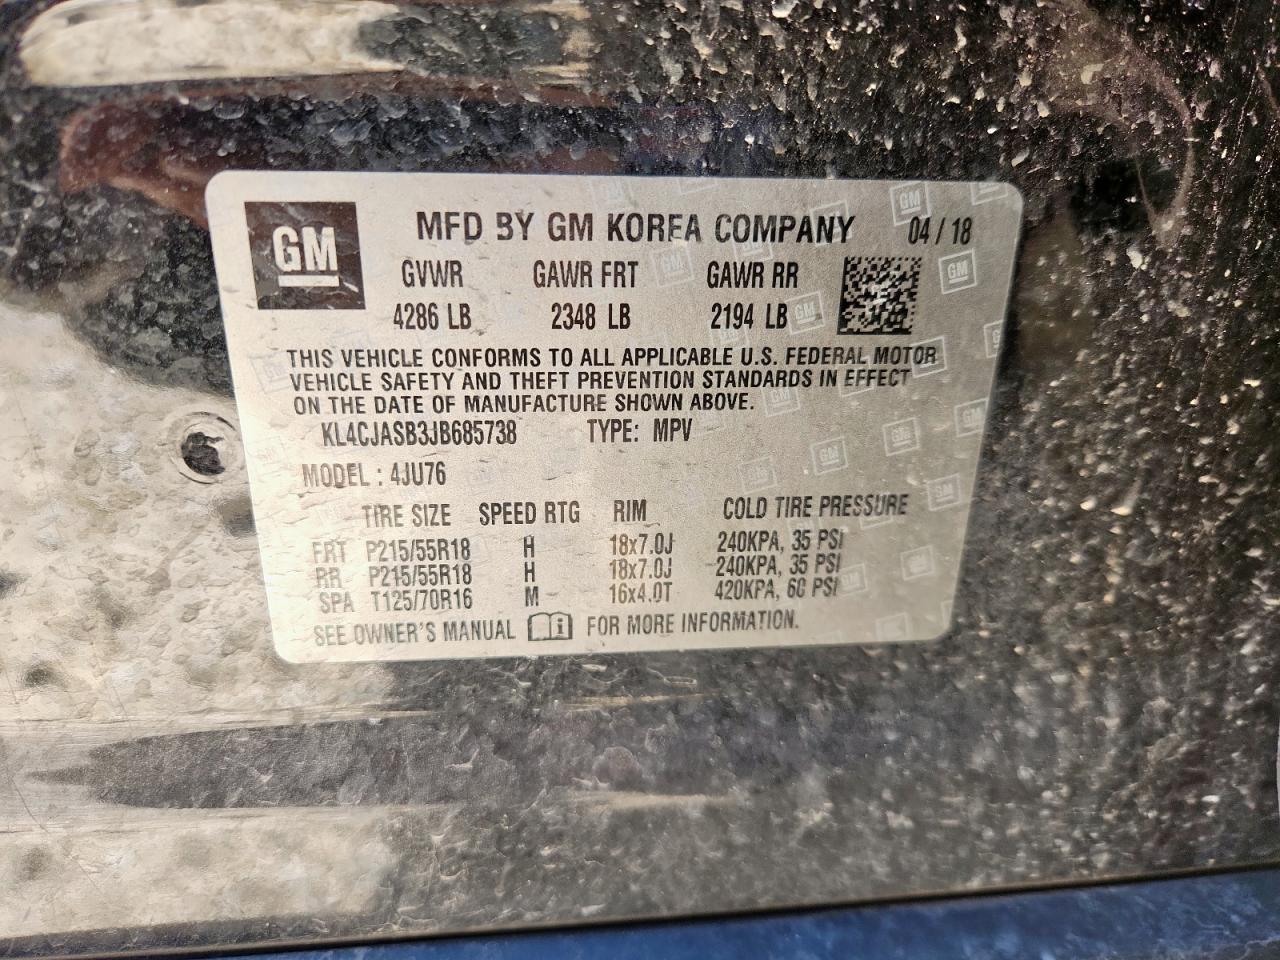 GM
MFD BY GM KOREA COMPANY 04 / 18
GVWR GAWR FRT GAWR RR
4286 LB 2348 LB 2194 LB
THIS VEHICLE CONFORMS TO ALL APPLICABLE U.S. FEDERAL MOTOR
VEHICLE SAFETY AND THEFT PREVENTION STANDARDS IN EFFECT
ON THE DATE OF MANUFACTURE SHOWN ABOVE.
KL4CJASB3JB685738 TYPE: MPV
MODEL : 4JU76
TIRE SIZE SPEED RTG RIM COLD TIRE PRESSURE
FRT P215/55R18 H 18x7.0J 240KPA, 35 PSI
RR P215/55R18 H 18x7.0J 240KPA, 35 PSI
SPA T125/70R16 M 16x4.0T 420KPA, 60 PSI
SEE OWNER'S MANUAL i FOR MORE INFORMATION.